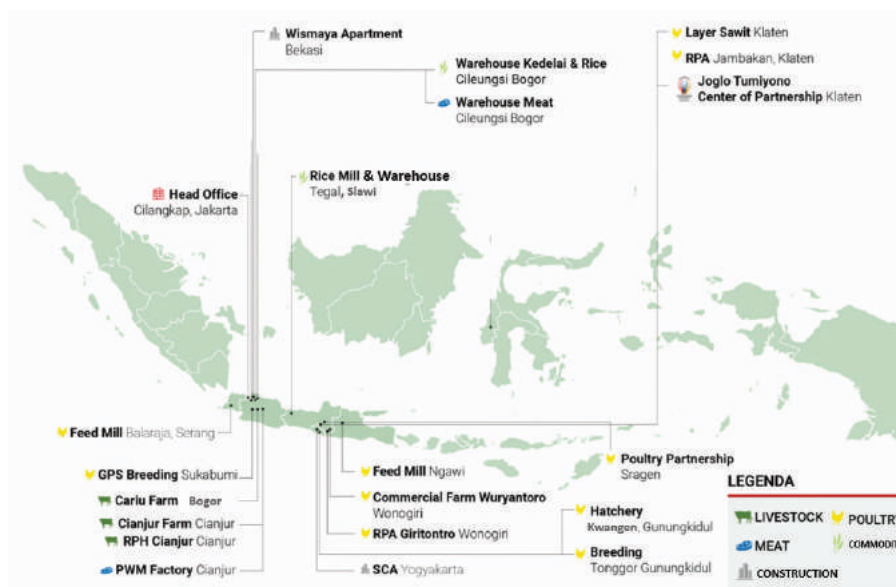 Wismaya Apartment
Bekasi
Warehouse Kedelai & Rice
Cileungsi Bogor
Warehouse Meat
Cileungsi Bogor
Layer Sawit Klaten
RPA Jambakan, Klaten
Joglo Tumiyono
Center of Partnership Klaten
Head Office
Cilangkap, Jakarta
Rice Mill & Warehouse
Tegal, Slawi
Feed Mill Balaraja, Serang
GPS Breeding Sukabumi
Cariu Farm Bogor
Cianjur Farm Cianjur
RPH Cianjur Cianjur
PWM Factory Cianjur
Feed Mill Ngawi
Commercial Farm Wuryantoro
Wonogiri
RPA Giritontro Wonogiri
SCA Yogyakarta
Poultry Partnership
Sragen
Hatchery
Kwangen, Gunungkidul
Breeding
Tonggor Gunungkidul
LEGENDA
LIVESTOCK
POULTRY
MEAT
COMMODIT
CONSTRUCTION